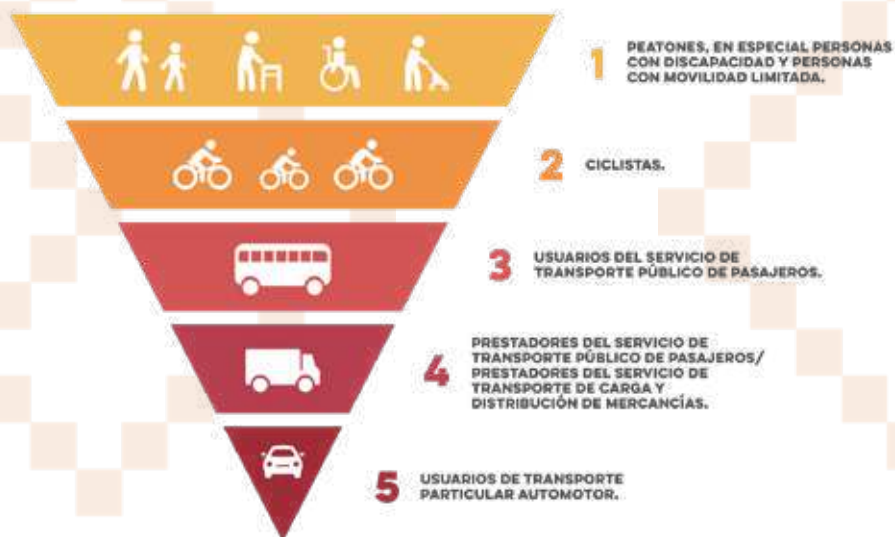 1
PEATONES, EN ESPECIAL PERSONAS
CON DISCAPACIDAD Y PERSONAS
CON MOVILIDAD LIMITADA.
2
CICLISTAS.
3
USUARIOS DEL SERVICIO DE
TRANSPORTE PÚBLICO DE PASAJEROS.
4
PRESTADORES DEL SERVICIO DE
TRANSPORTE PÚBLICO DE PASAJEROS/
PRESTADORES DEL SERVICIO DE
TRANSPORTE DE CARGA Y
DISTRIBUCIÓN DE MERCANCÍAS.
5
USUARIOS DE TRANSPORTE
PARTICULAR AUTOMOTOR.